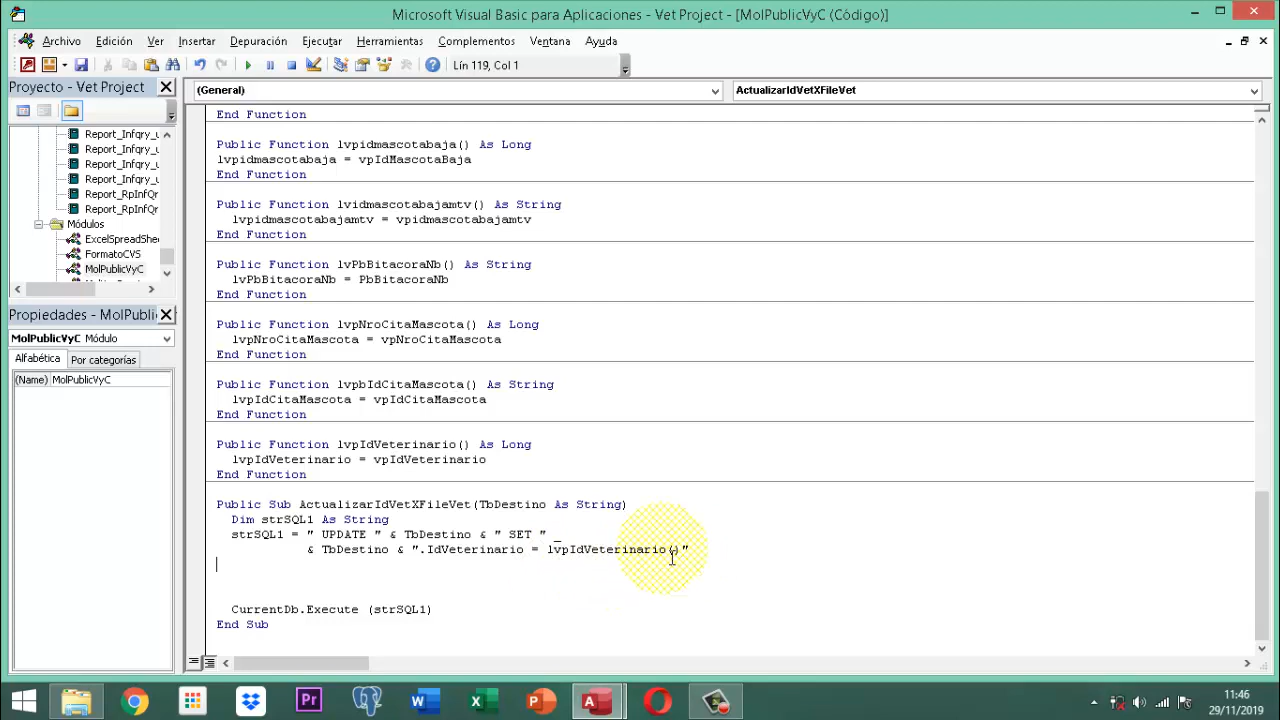 Microsoft Visual Basic para Aplicaciones - Vet Project - [MolPublicVyC (Código)]
Archivo Edición Ver Insertar Depuración Ejecutar Herramientas Complementos Ventana Ayuda
Lín 119, Col 1
Proyecto - Vet Project
Report_Infqry_u
Report_Infqry_u
Report_Infqry_u
Report_Infqry_u
Report_RpInfQr
Report_RpInfQr
Módulos
ExcelSpreadShe
FormatoCVS
MolPublicVyC
Propiedades - MolPubli
MolPublicVyC Módulo
Alfabética Por categorías
(Name) MolPublicVyC
(General) ActualizarIdVetXFileVet
End Function
Public Function lvpidmascotabaja() As Long
lvpidmascotabaja = vpIdMascotaBaja
End Function
Public Function lvidmascotabajamtv() As String
lvpidmascotabajamtv = vpidmascotabajamtv
End Function
Public Function lvPbBitacoraNb() As String
lvPbBitacoraNb = PbBitacoraNb
End Function
Public Function lvpNroCitaMascota() As Long
lvpNroCitaMascota = vpNroCitaMascota
End Function
Public Function lvpbIdCitaMascota() As String
lvpIdCitaMascota = vpIdCitaMascota
End Function
Public Function lvpIdVeterinario() As Long
lvpIdVeterinario = vpIdVeterinario
End Function
Public Sub ActualizarIdVetXFileVet(TbDestino As String)
Dim strSQL1 As String
strSQL1 = " UPDATE " & TbDestino & " SET " _
& TbDestino & ".IdVeterinario = lvpIdVeterinario()"
CurrentDb.Execute (strSQL1)
End Sub
11:46
29/11/2019